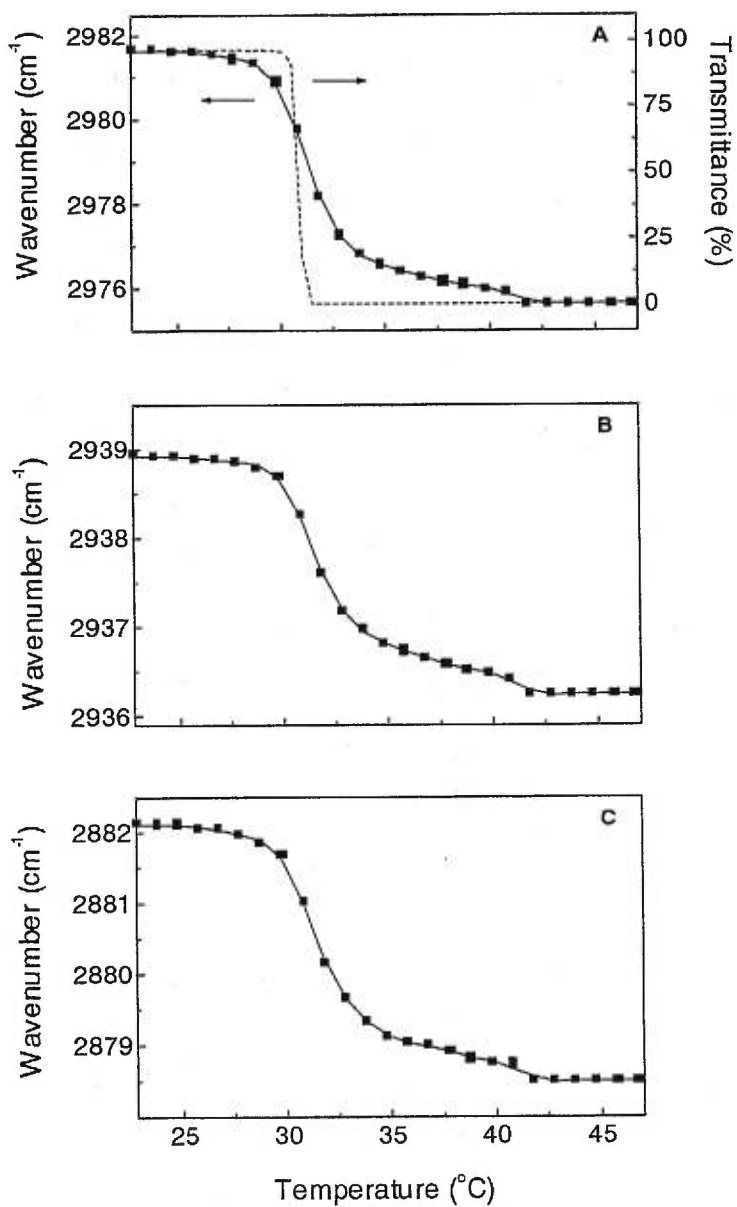 A
Wavenumber (cm-1)
2982
2980
2978
2976
Transmittance (%)
100
75
50
25
0
B
Wavenumber (cm-1)
2939
2938
2937
2936
C
Wavenumber (cm-1)
2882
2881
2880
2879
25 30 35 40 45
Temperature (°C)